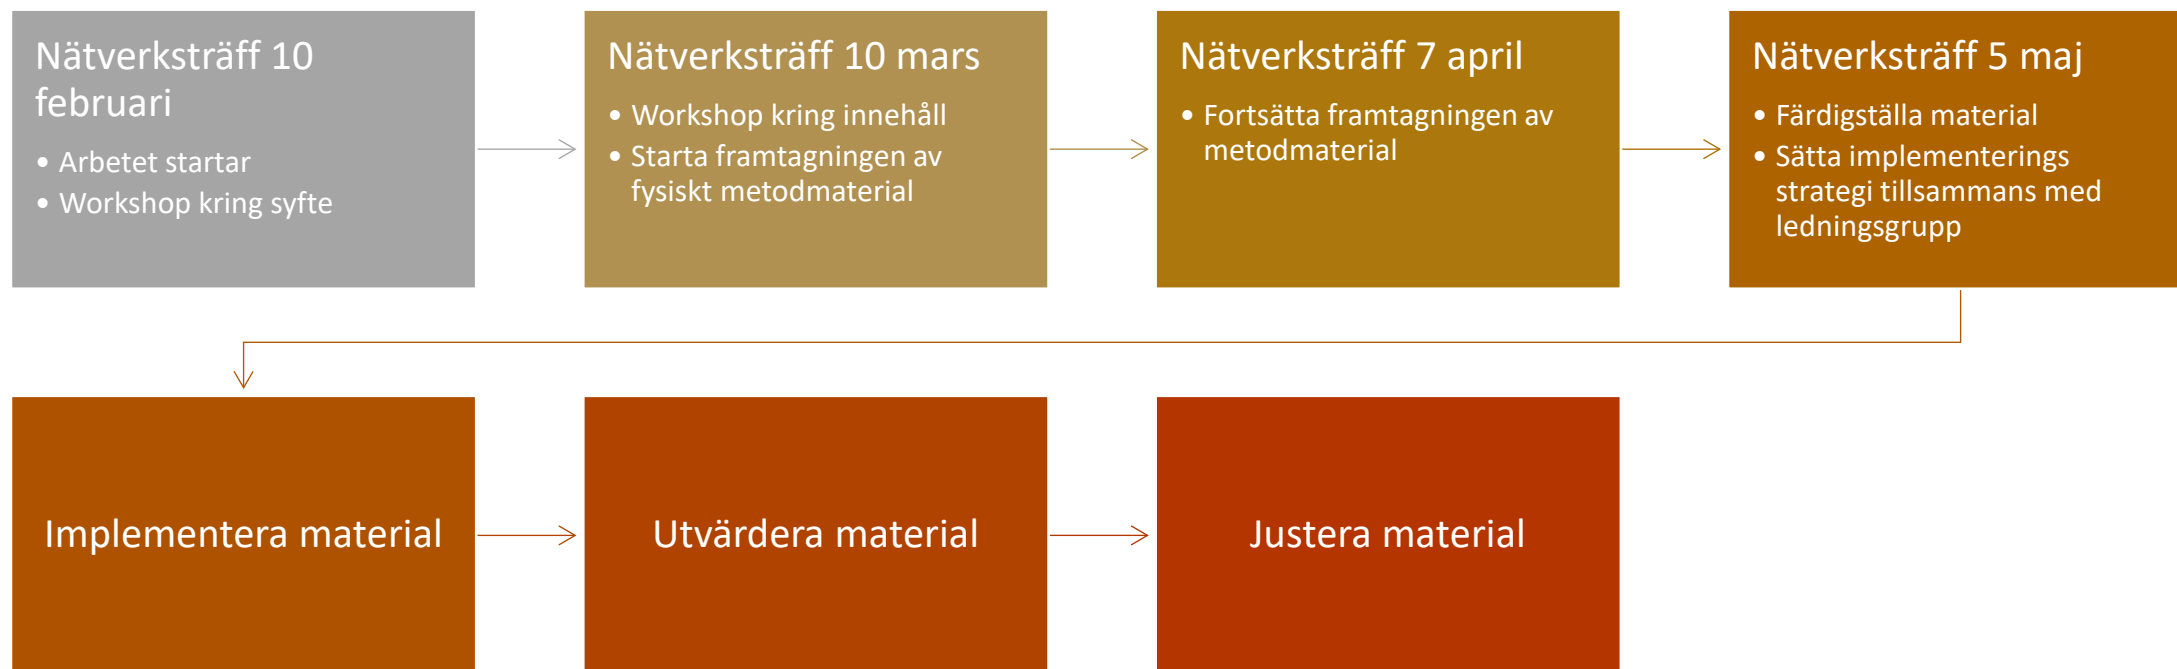 Nätverksträff 10
februari
• Arbetet startar
• Workshop kring syfte
Nätverksträff 10 mars
• Workshop kring innehåll
• Starta framtagningen av
fysiskt metodmaterial
Nätverksträff 7 april
• Fortsätta framtagningen av
metodmaterial
Nätverksträff 5 maj
• Färdigställa material
• Sätta implementerings
strategi tillsammans med
ledningsgrupp
Implementera material
Utvärdera material
Justera material